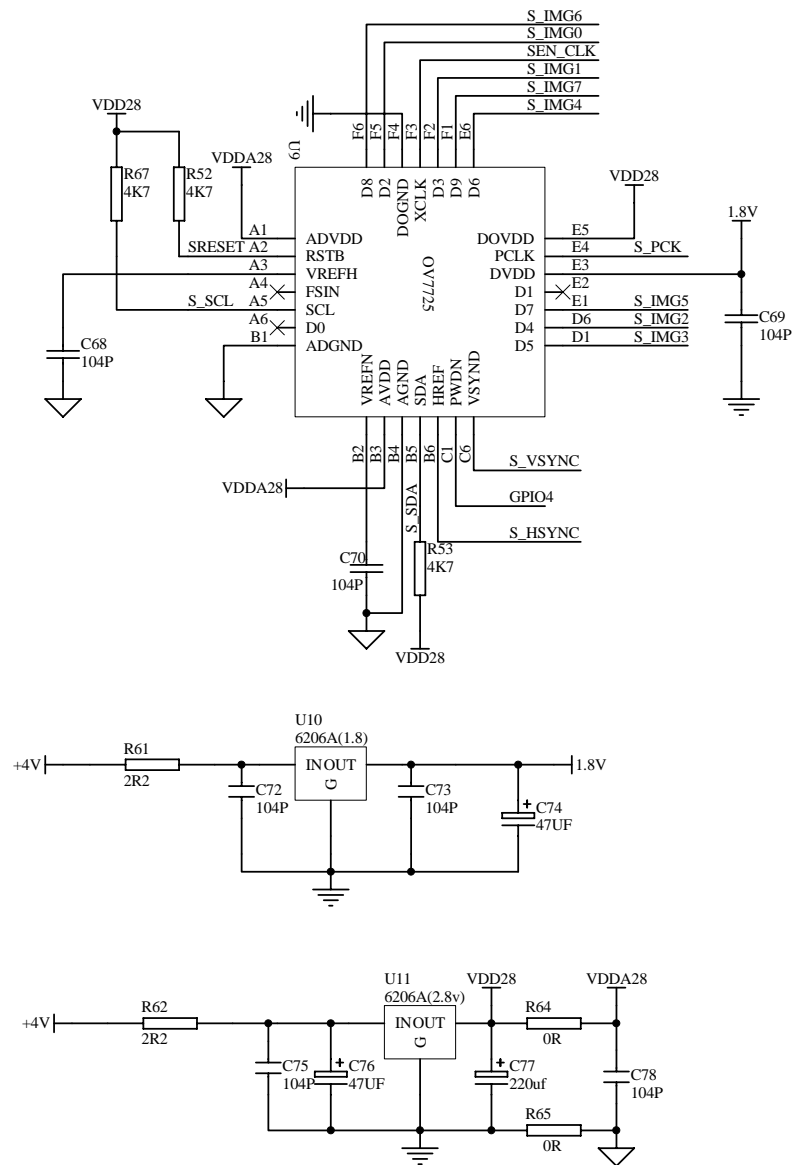 S_IMG6
S_IMG0
SEN_CLK
S_IMG1
S_IMG7
S_IMG4
VDD28
F6 F5 F4 F3 F2 F1 E6
U9
R67
4K7
R52
4K7
VDDA28
VDD28
1.8V
D8 D2 DOGND XCLK D3 D9 D6
OV7725
A1 ADVDD
SRESET A2 RSTB
A3 VREFH
A4 FSIN
S_SCL A5 SCL
A6 D0
B1 ADGND
DOVDD E5
PCLK E4 S_PCK
DVDD E3
D1 E2
D7 E1 S_IMG5
D4 D6 S_IMG2
D5 D1 S_IMG3
C68
104P
C69
104P
VREFN AVDD AGND SDA HREF PWDN VSYND
B2 B3 B4 B5 B6 C1 C6
S_VSYNC
VDDA28
GPIO4
S_SDA
S_HSYNC
C70
104P
R53
4K7
VDD28
U10
6206A(1.8)
+4V
R61
2R2
INOUT
G
1.8V
C72
104P
C73
104P
+
C74
47UF
U11
6206A(2.8v)
VDD28
VDDA28
+4V
R62
2R2
INOUT
G
R64
0R
C75
104P
+
C76
47UF
+
C77
220uf
C78
104P
R65
0R